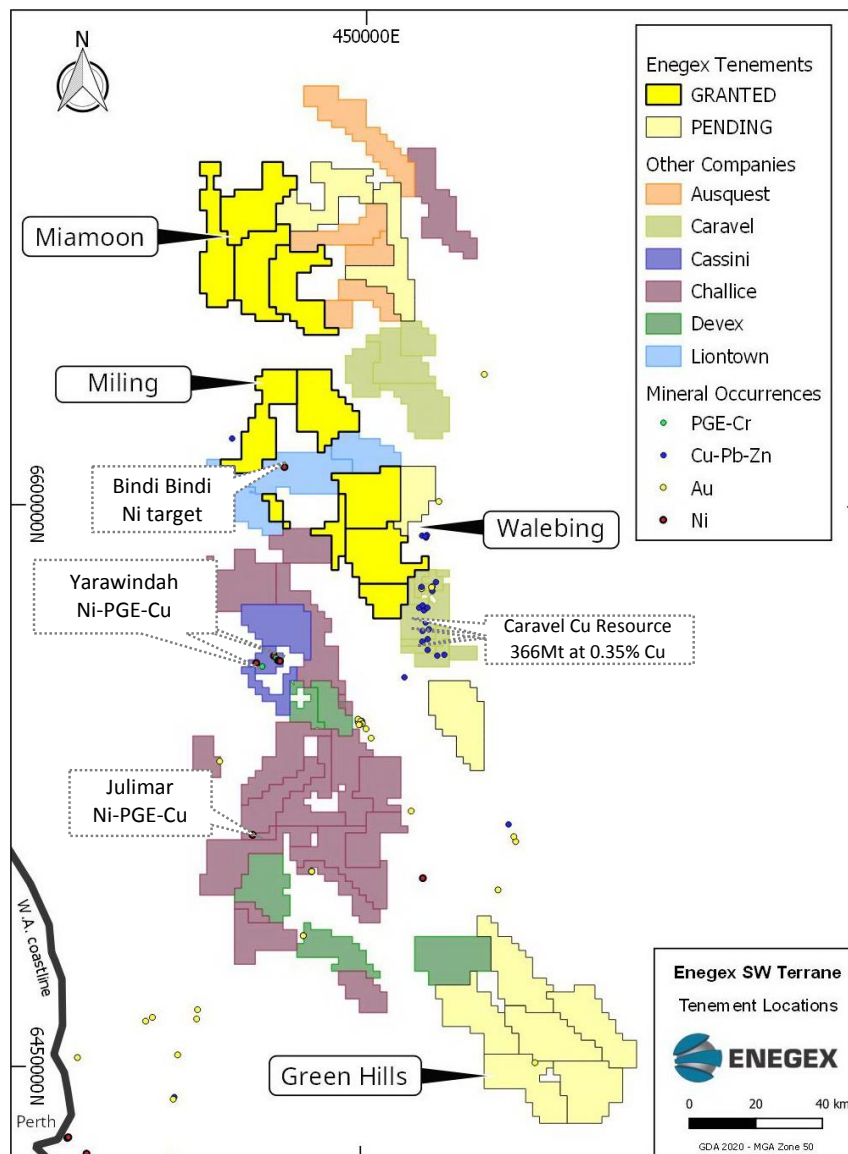 450000E
N
Enegex Tenements
GRANTED
PENDING
Other Companies
Ausquest
Caravel
Cassini
Challice
Devex
Liontown
Mineral Occurrences
PGE-Cr
Cu-Pb-Zn
Au
Ni
Miamoon
Miling
Bindi Bindi
Ni target
6600000N
Walebing
Yarawindah
Ni-PGE-Cu
Caravel Cu Resource
366Mt at 0.35% Cu
Julimar
Ni-PGE-Cu
W.A. coastline
6450000N
Perth
Green Hills
Enegex SW Terrane
Tenement Locations
ENEGEX
0 20 40 km
GDA 2020 - MGA Zone 50